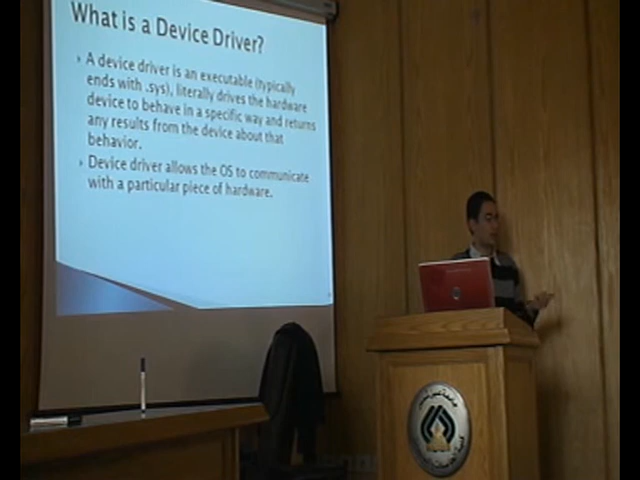 What is a Device Driver?
A device driver is an executable (typically
ends with .sys), literally drives the hardware
device to behave in a specific way and returns
any results from the device about that
behavior.
Device driver allows the OS to communicate
with a particular piece of hardware.